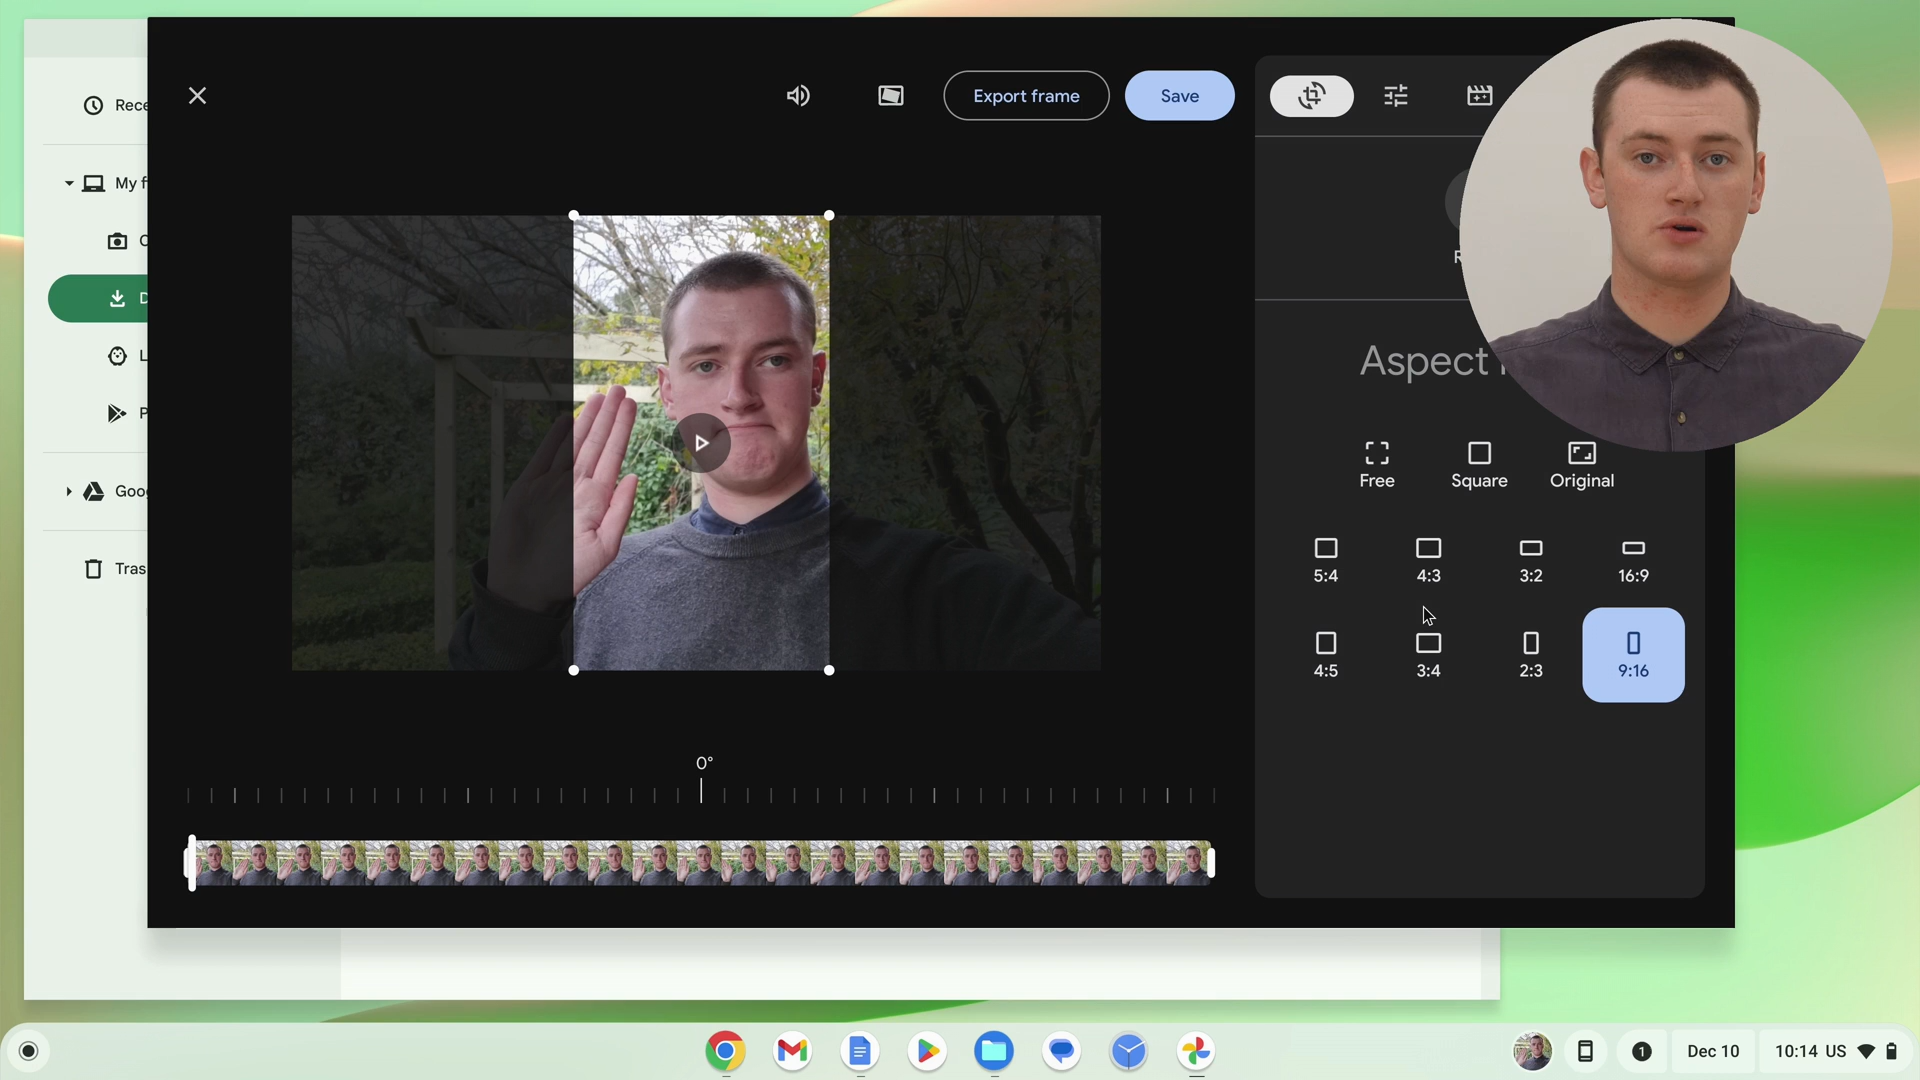 Export frame
Save
Rece
My f
Goo
Tras
Aspect
Free
Square
Original
5:4
4:3
3:2
16:9
4:5
3:4
2:3
9:16
0°
1
Dec 10
10:14 US